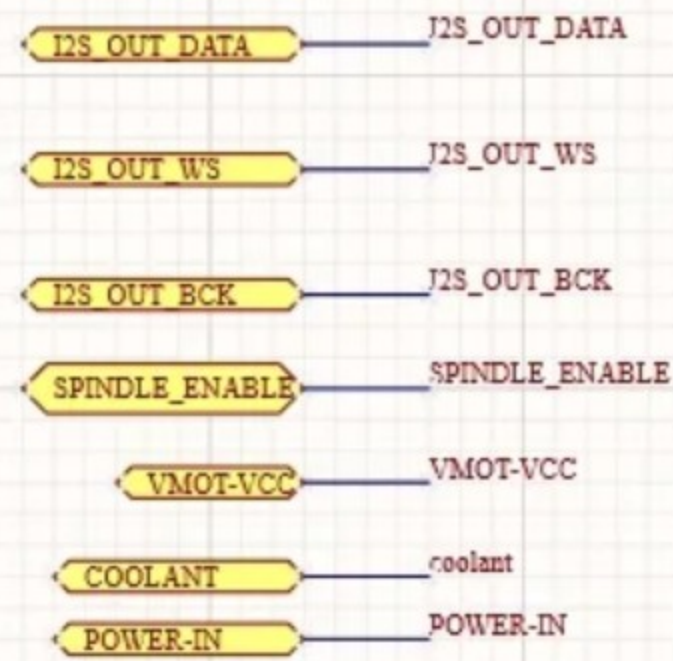 I2S_OUT_DATA I2S_OUT_DATA
I2S_OUT_WS I2S_OUT_WS
I2S_OUT_BCK I2S_OUT_BCK
SPINDLE_ENABLE SPINDLE_ENABLE
VMOT-VCC VMOT-VCC
COOLANT coolant
POWER-IN POWER-IN